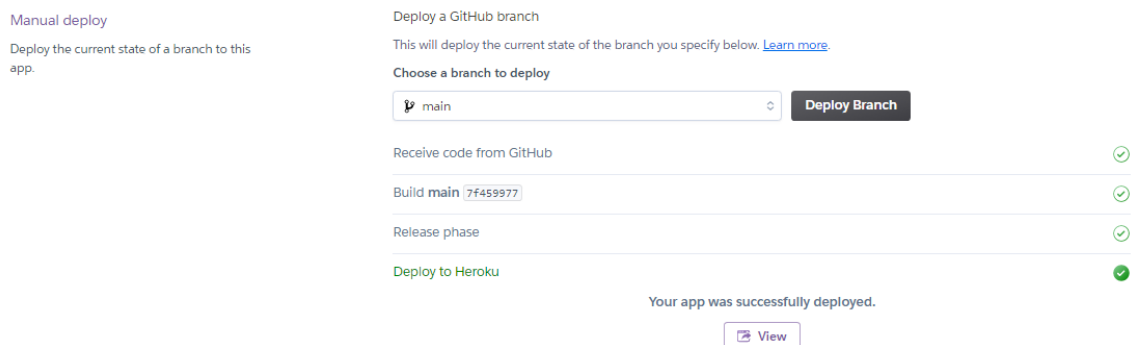 Manual deploy
Deploy the current state of a branch to this
app.
Deploy a GitHub branch
This will deploy the current state of the branch you specify below. Learn more.
Choose a branch to deploy
main
Deploy Branch
Receive code from GitHub
Build main 7f459977
Release phase
Deploy to Heroku
Your app was successfully deployed.
View